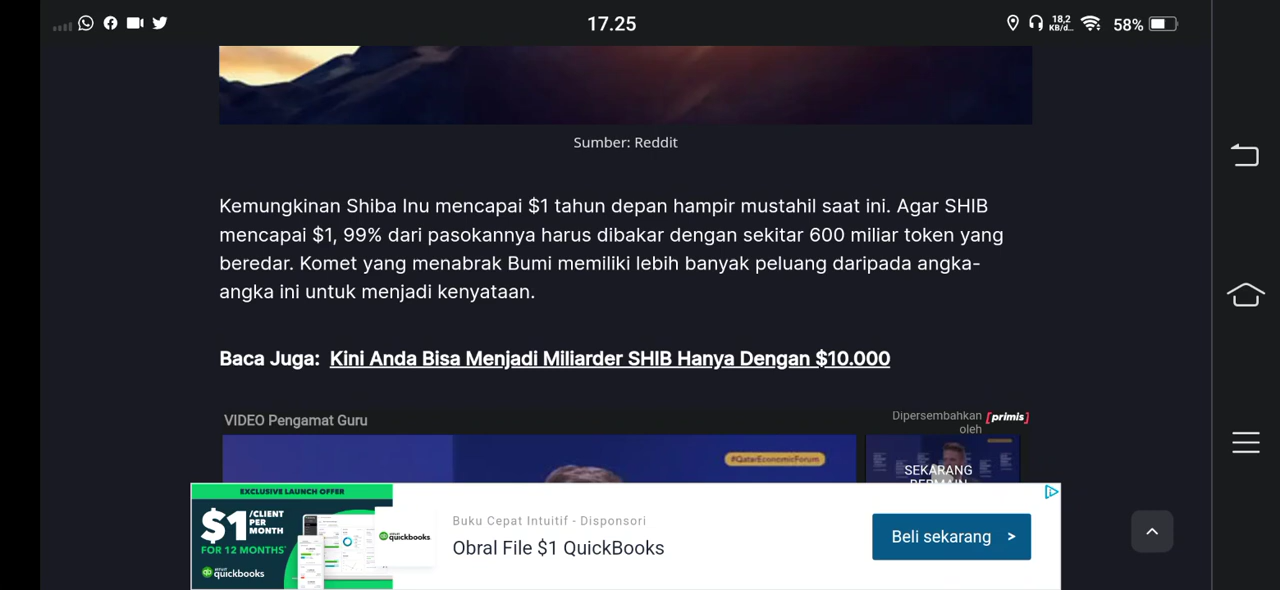 17.25
18,2
KB/d...
58%
Sumber: Reddit
Kemungkinan Shiba Inu mencapai $1 tahun depan hampir mustahil saat ini. Agar SHIB
mencapai $1, 99% dari pasokannya harus dibakar dengan sekitar 600 miliar token yang
beredar. Komet yang menabrak Bumi memiliki lebih banyak peluang daripada angka-
angka ini untuk menjadi kenyataan.
Baca Juga: Kini Anda Bisa Menjadi Miliarder SHIB Hanya Dengan $10.000
VIDEO Pengamat Guru
Dipersembahkan
oleh
[primis]
#QatarEconomicForum
SEKARANG
BERMAIN
EXCLUSIVE LAUNCH OFFER
$1 /CLIENT
PER
MONTH
FOR 12 MONTHS*
quickbooks
quickbooks.
Buku Cepat Intuitif - Disponsori
Obral File $1 QuickBooks
Beli sekarang >